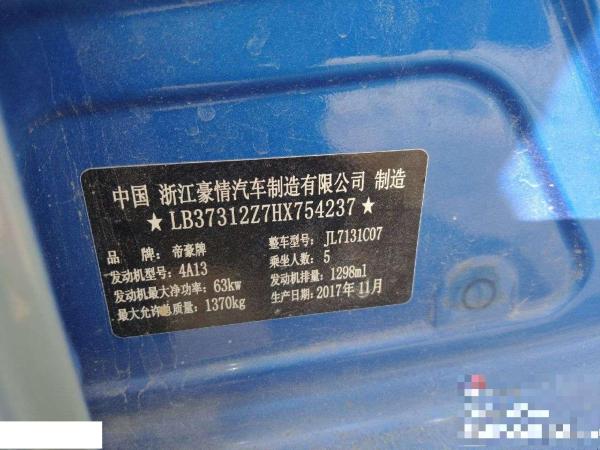 中国 浙江豪情汽车制造有限公司 制造
★LB37312Z7HX754237★
品 牌: 帝豪牌 整车型号: JL7131C07
发动机型号: 4A13 乘坐人数: 5
发动机最大净功率: 63kw 发动机排量: 1298ml
最大允许总质量: 1370kg 生产日期: 2017年11月